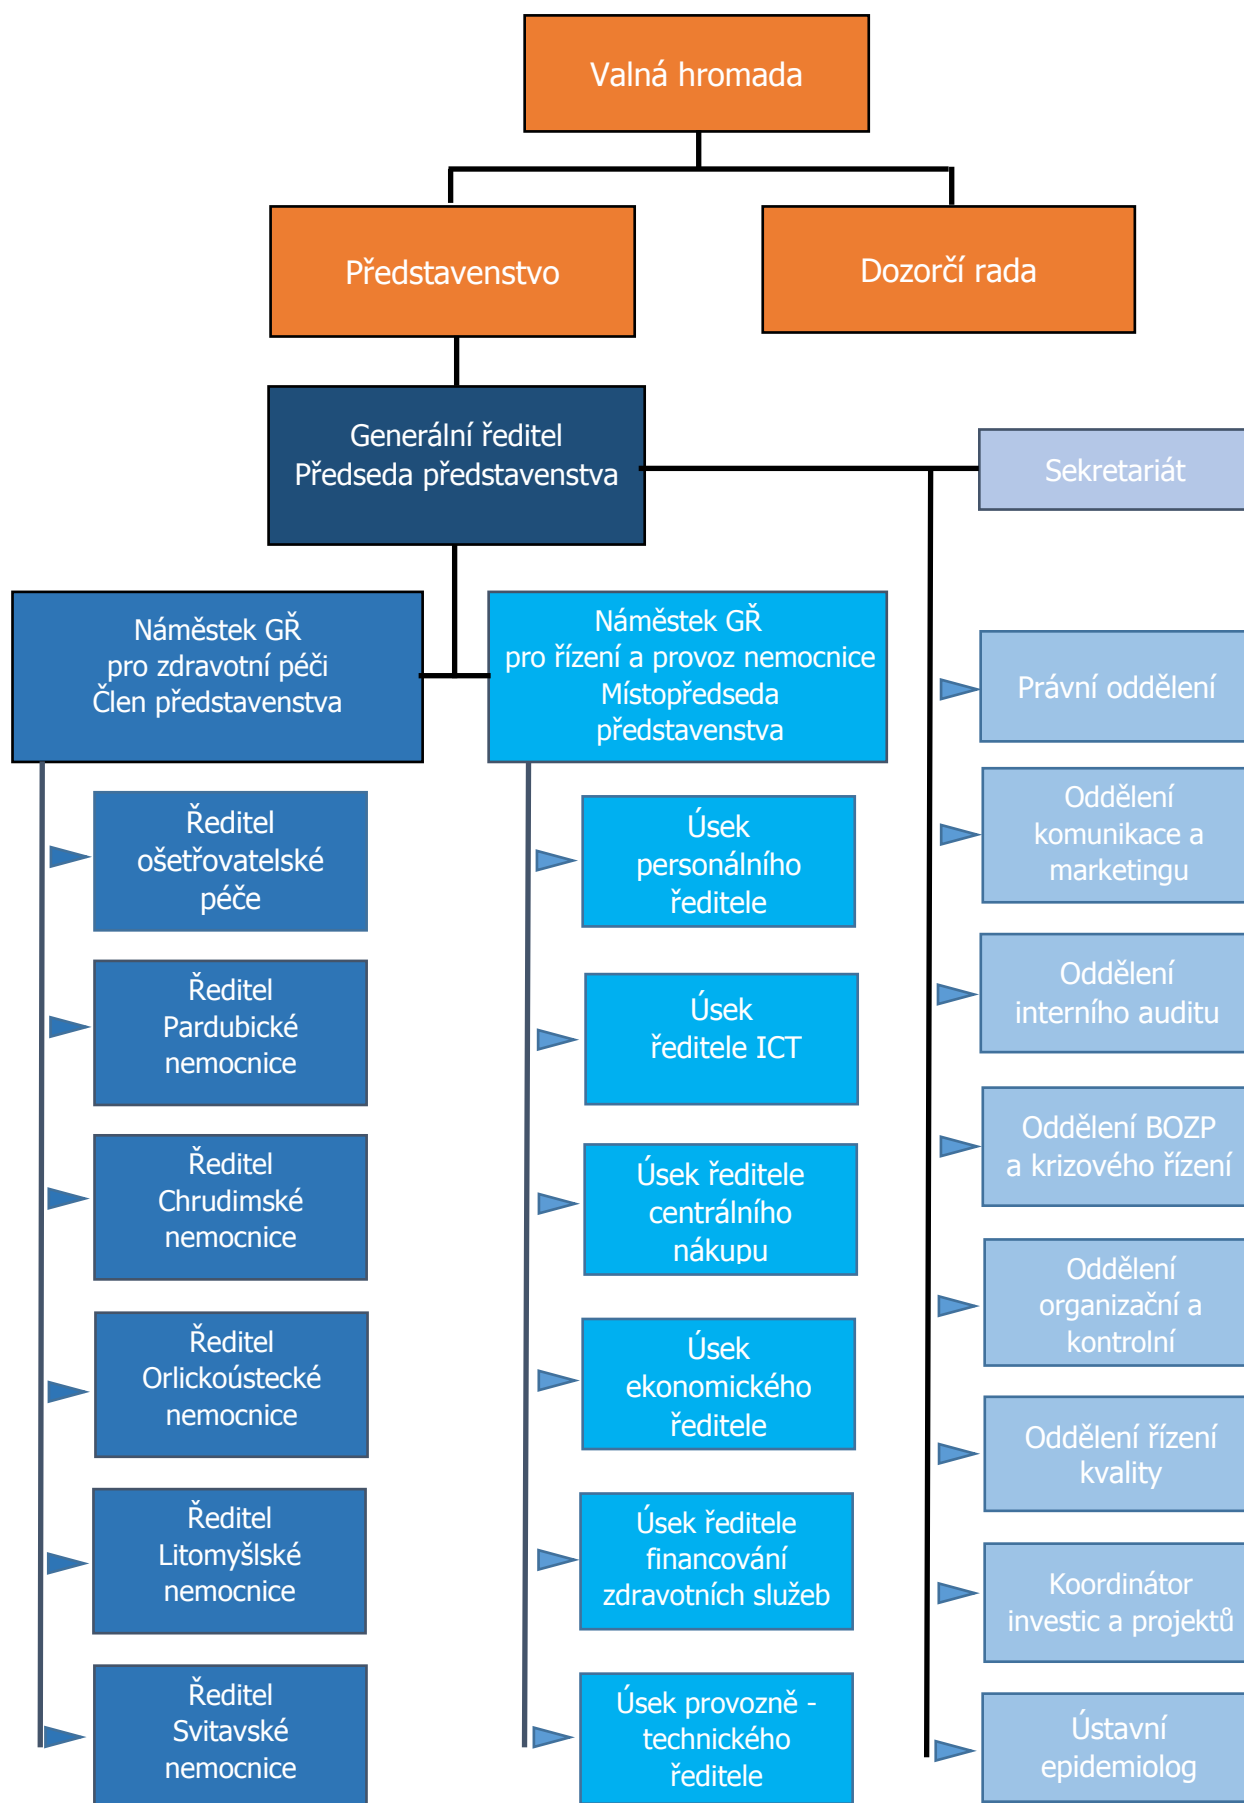 Valná hromada
Představenstvo
Dozorčí rada
Generální ředitel
Předseda představenstva
Sekretariát
Náměstek GŘ
pro zdravotní péči
Člen představenstva
Náměstek GŘ
pro řízení a provoz nemocnice
Místopředseda
představenstva
Ředitel
ošetřovatelské
péče
Ředitel
Pardubické
nemocnice
Ředitel
Chrudimské
nemocnice
Ředitel
Orlickoústecké
nemocnice
Ředitel
Litomyšlské
nemocnice
Ředitel
Svitavské
nemocnice
Úsek
personálního
ředitele
Úsek
ředitele ICT
Úsek ředitele
centrálního
nákupu
Úsek
ekonomického
ředitele
Úsek ředitele
financování
zdravotních služeb
Úsek provozně -
technického
ředitele
Právní oddělení
Oddělení
komunikace a
marketingu
Oddělení
interního auditu
Oddělení BOZP
a krizového řízení
Oddělení
organizační a
kontrolní
Oddělení řízení
kvality
Koordinátor
investic a projektů
Ústavní
epidemiolog